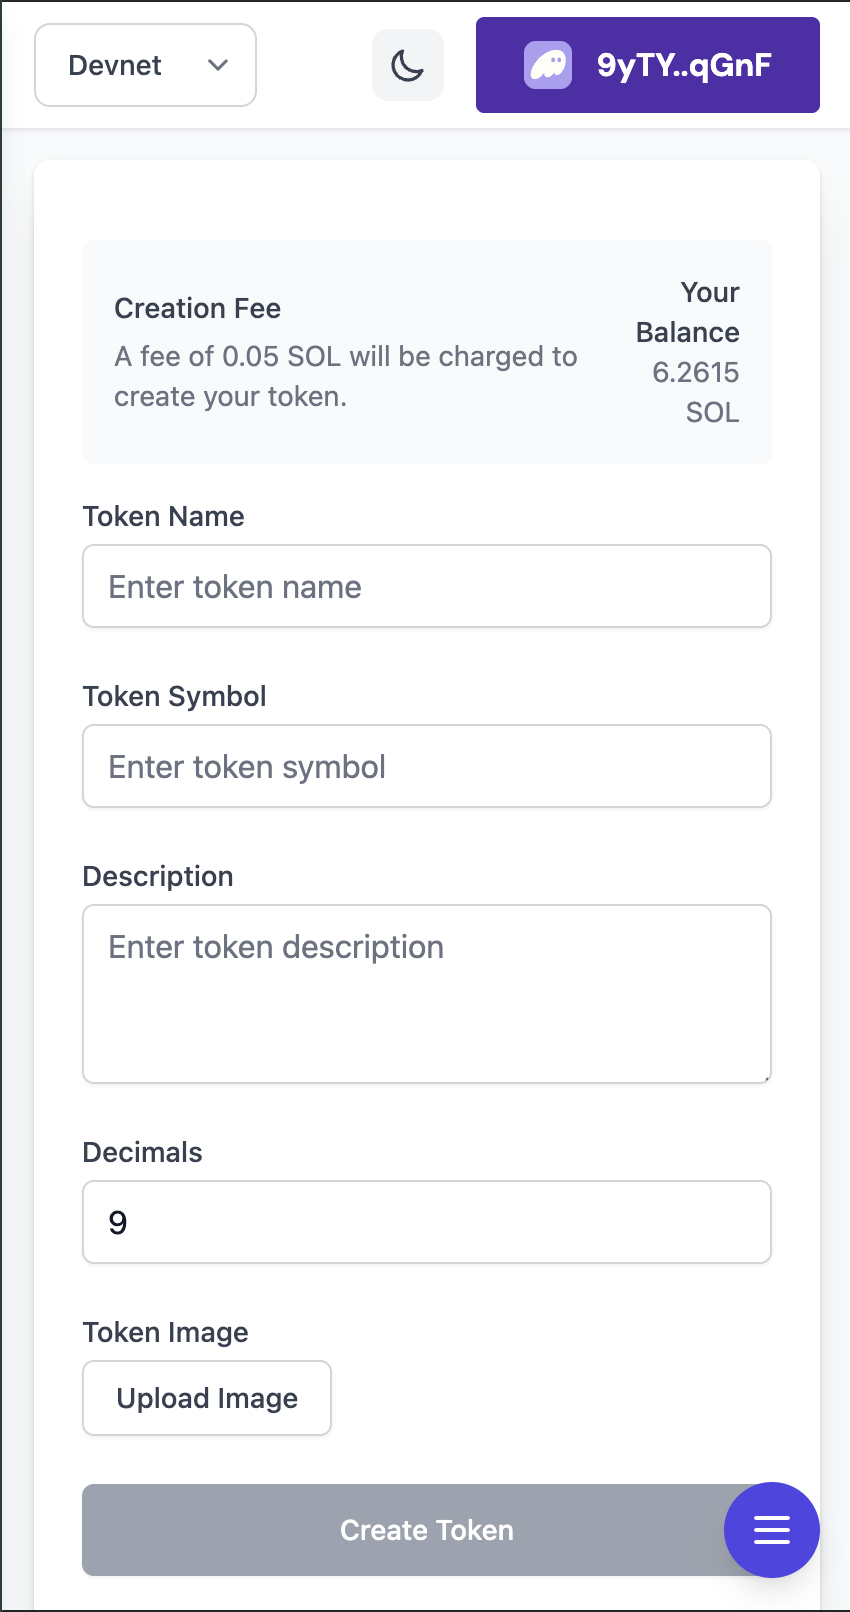 Devnet
9yTY..qGnF
Creation Fee
A fee of 0.05 SOL will be charged to
create your token.
Your
Balance
6.2615
SOL
Token Name
Enter token name
Token Symbol
Enter token symbol
Description
Enter token description
Decimals
9
Token Image
Upload Image
Create Token